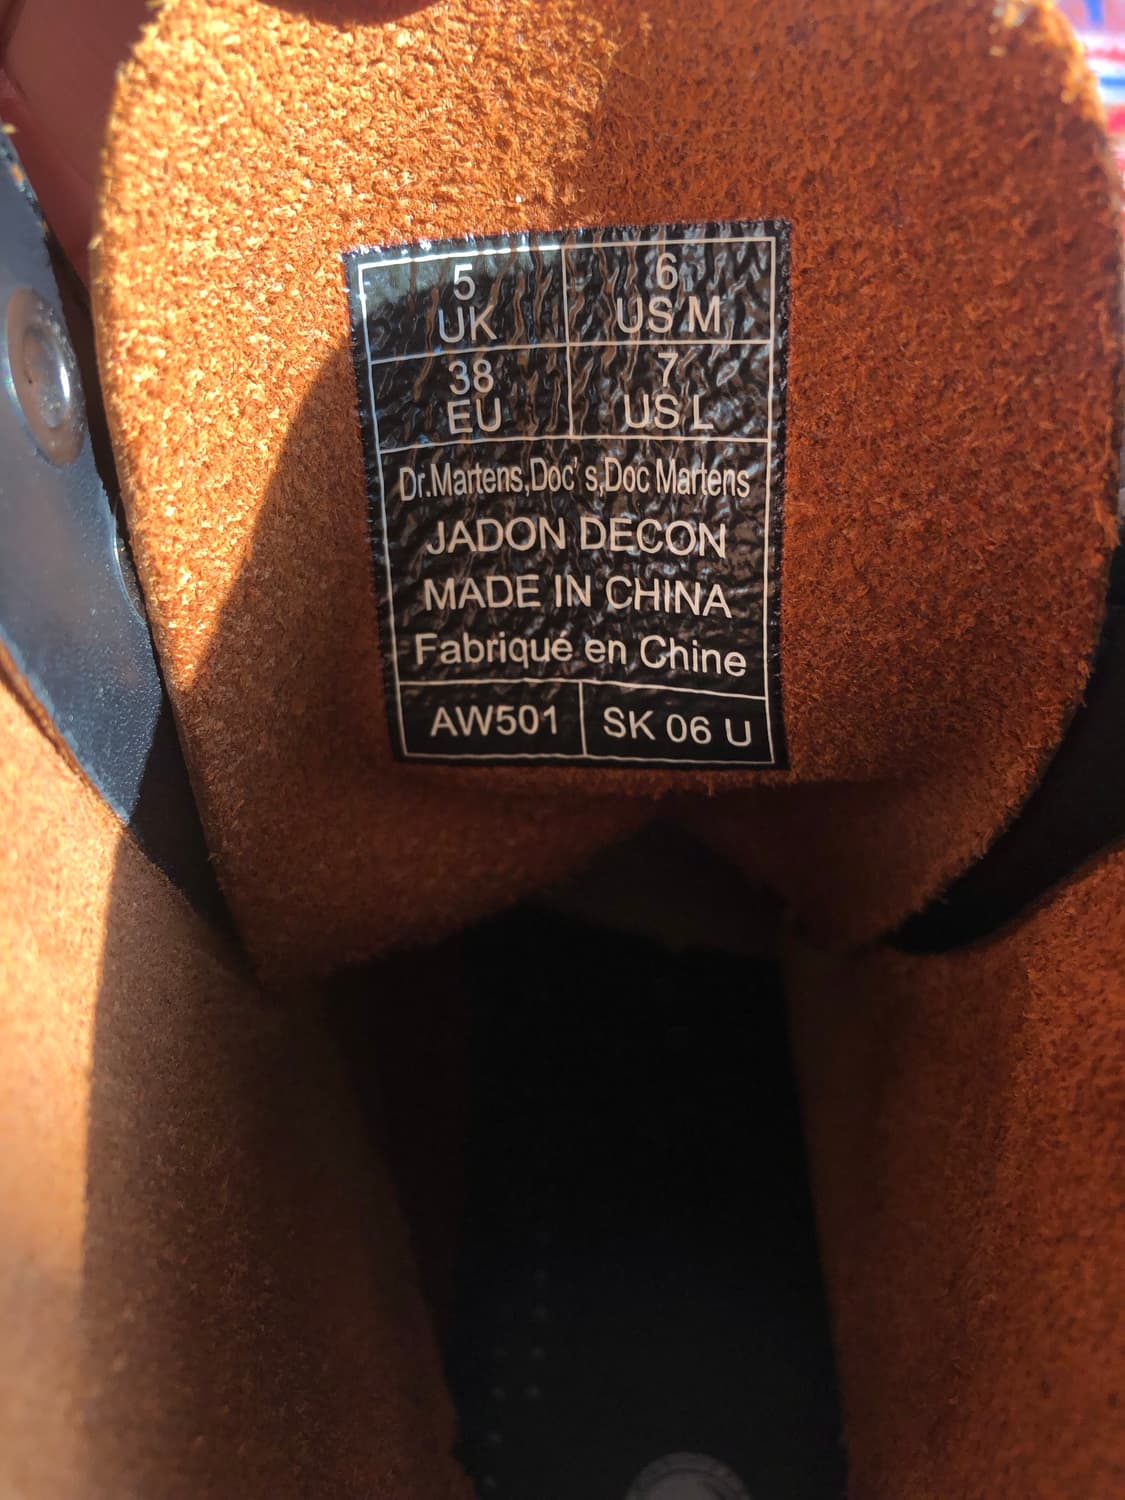 5
UK
6
US M
38
EU
7
US L
Dr.Martens,Doc's,Doc Martens
JADON DECON
MADE IN CHINA
Fabriqué en Chine
AW501
SK 06 U